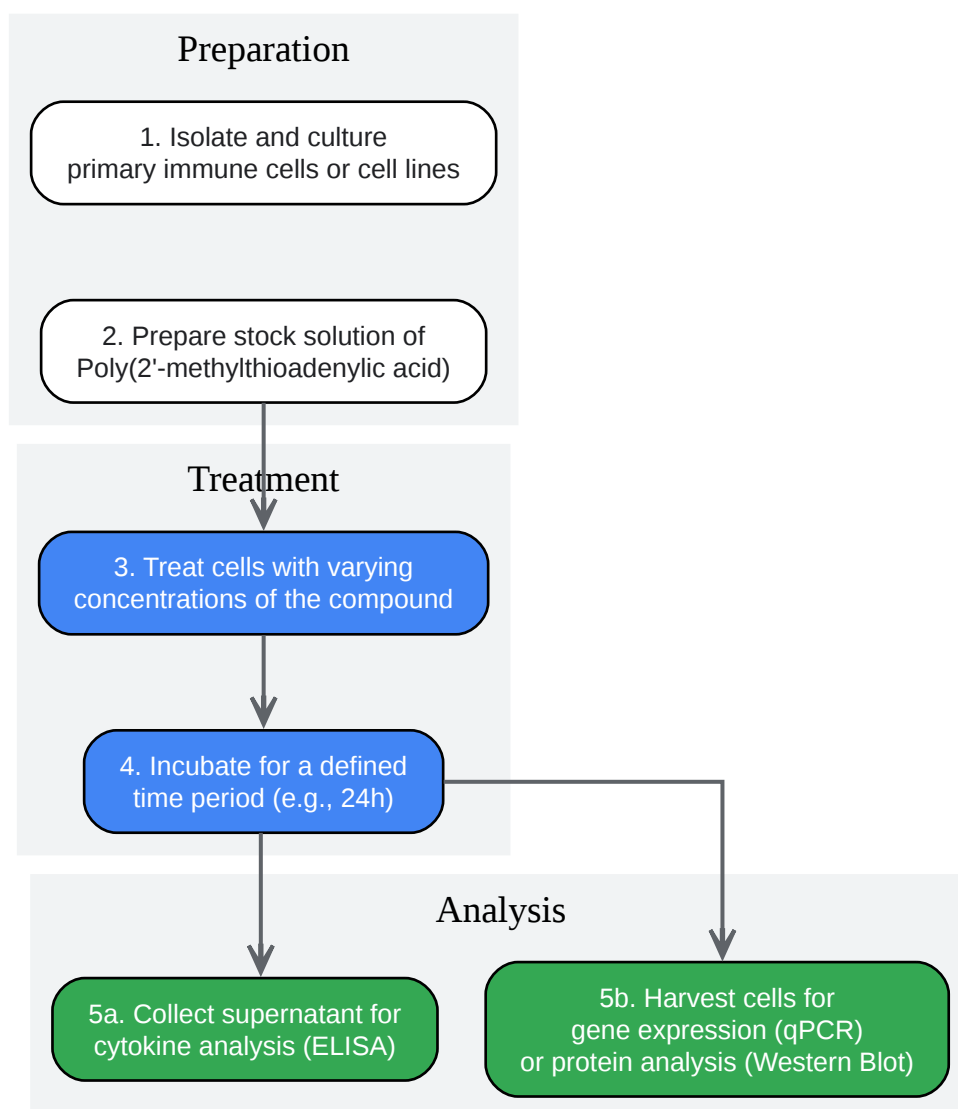 Preparation
1. Isolate and culture
primary immune cells or cell lines
2. Prepare stock solution of
Poly(2'-methylthioadenylic acid)
Treatment
3. Treat cells with varying
concentrations of the compound
4. Incubate for a defined
time period (e.g., 24h)
Analysis
5a. Collect supernatant for
cytokine analysis (ELISA)
5b. Harvest cells for
gene expression (qPCR)
or protein analysis (Western Blot)